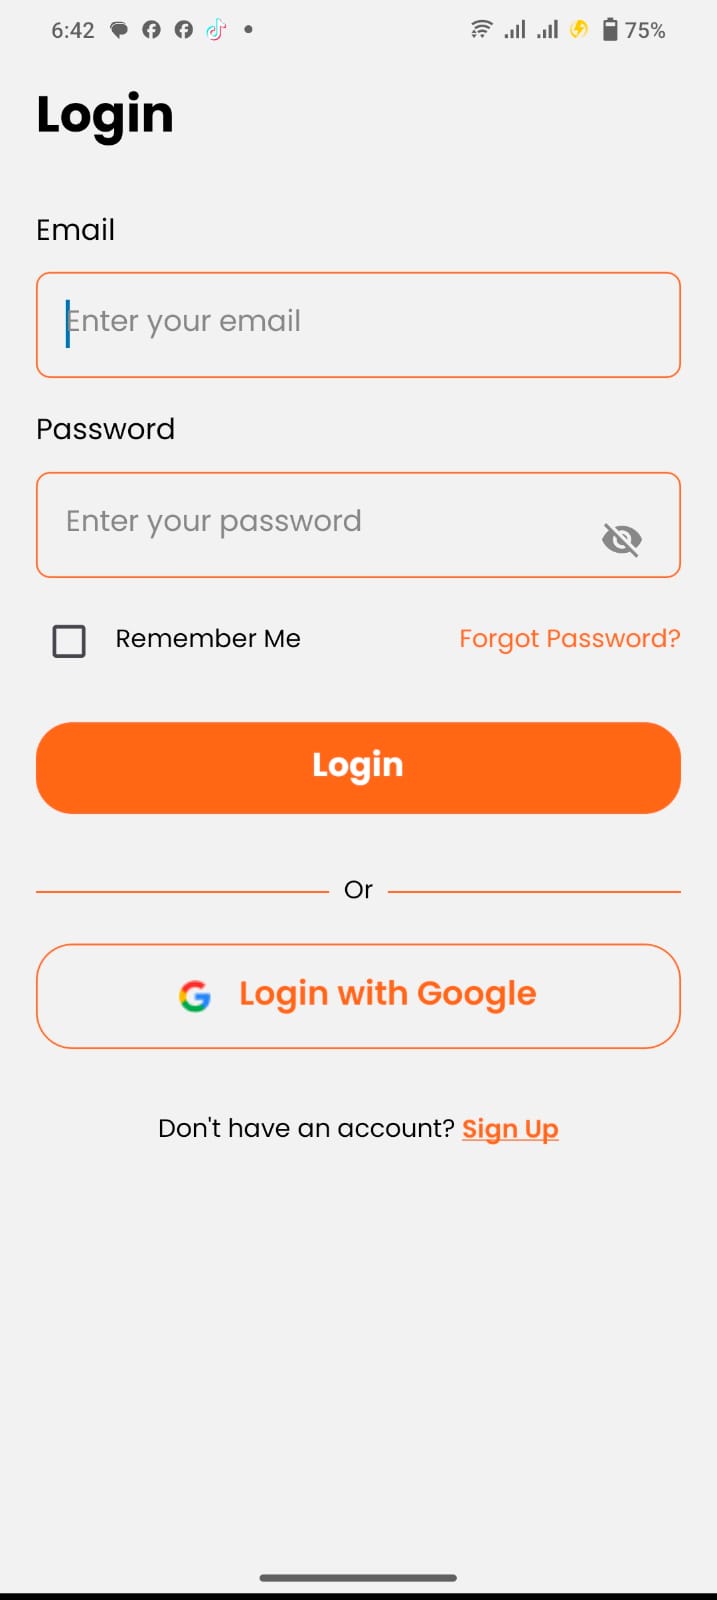 6:42 75%
Login
Email
Enter your email
Password
Enter your password
Remember Me Forgot Password?
Login
Or
Login with Google
Don't have an account? Sign Up